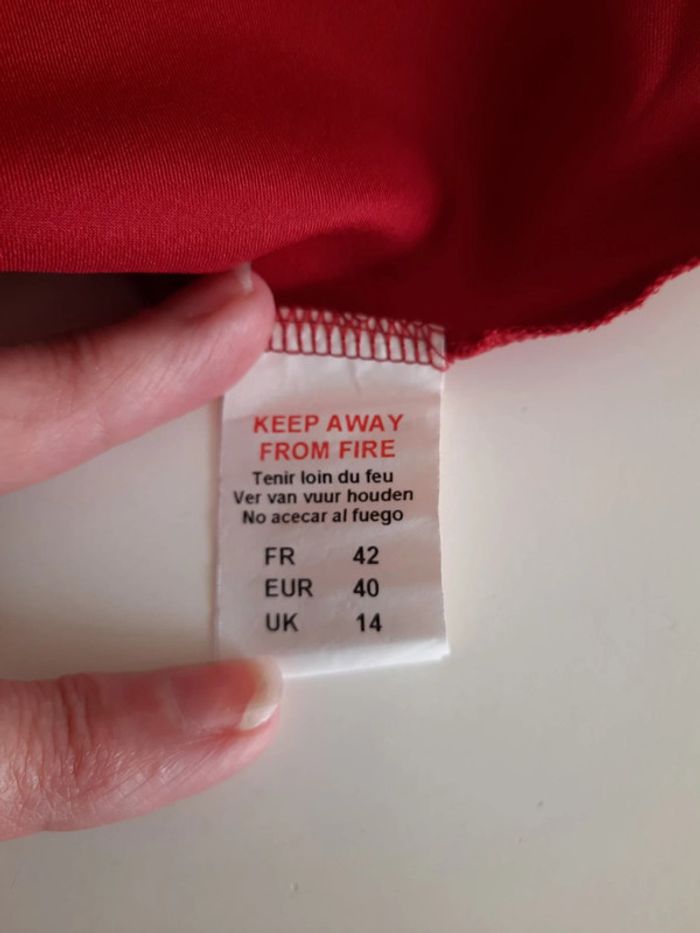 KEEP AWAY
FROM FIRE
Tenir loin du feu
Ver van vuur houden
No acecar al fuego
FR 42
EUR 40
UK 14